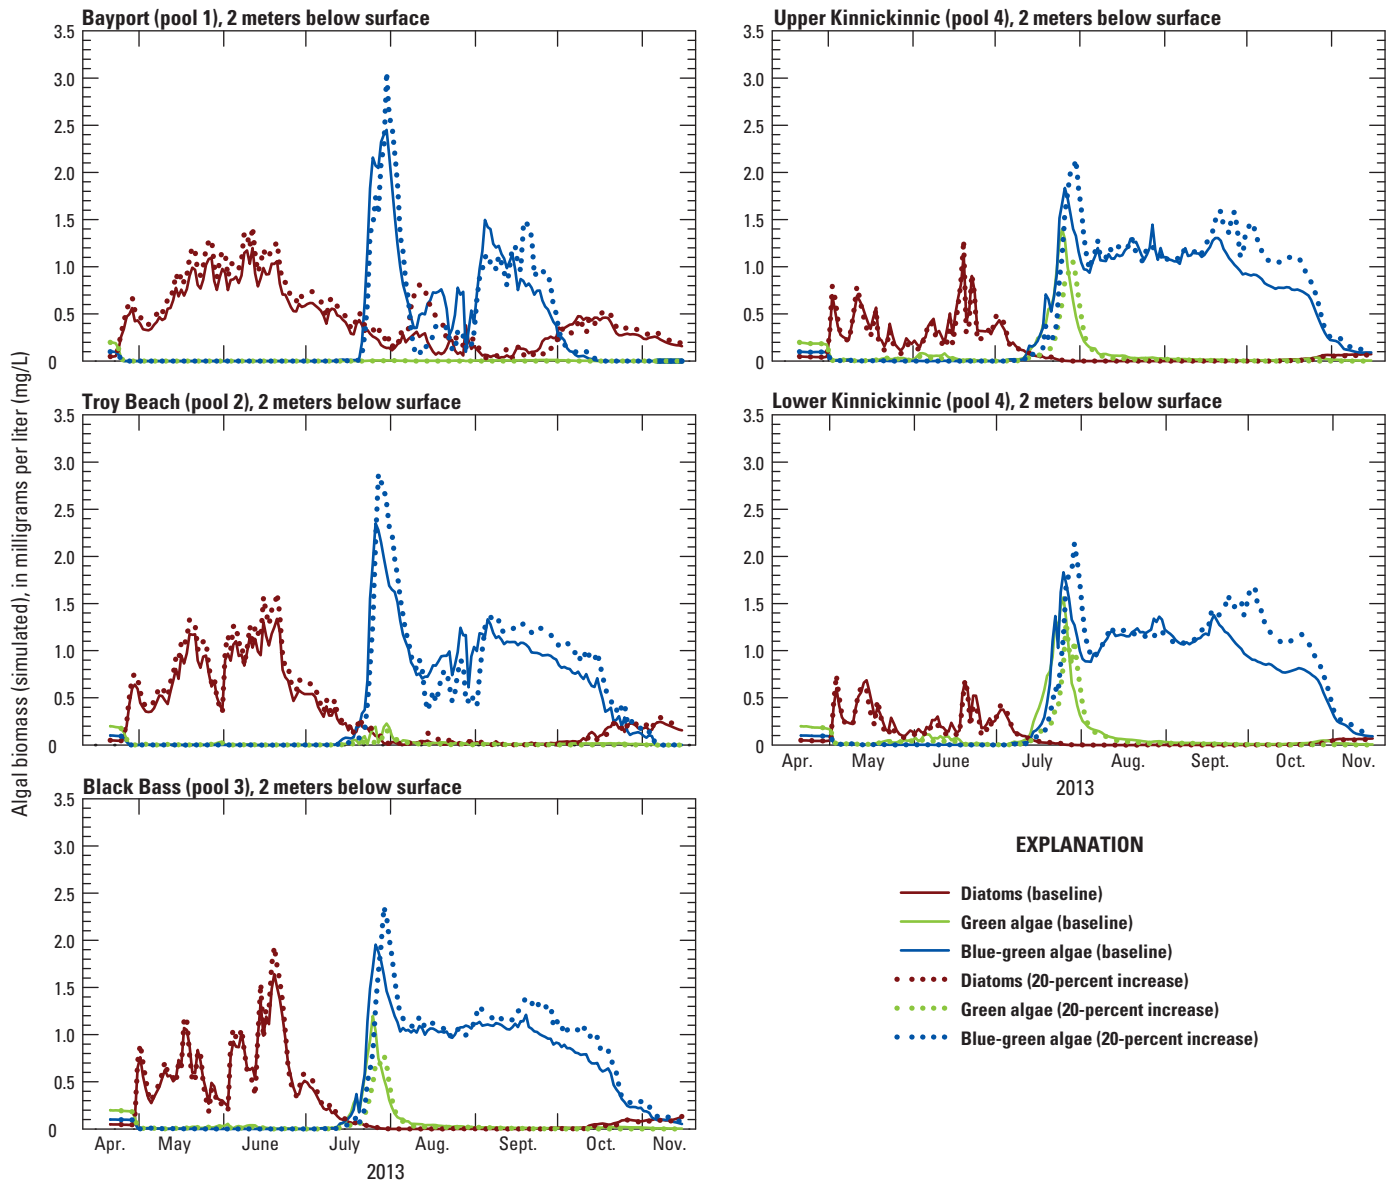 Bayport (pool 1), 2 meters below surface
3.5
3.0
2.5
2.0
1.5
1.0
0.5
0
Upper Kinnickinnic (pool 4), 2 meters below surface
3.5
3.0
2.5
2.0
1.5
1.0
0.5
0
Algal biomass (simulated), in milligrams per liter (mg/L)
Troy Beach (pool 2), 2 meters below surface
3.5
3.0
2.5
2.0
1.5
1.0
0.5
0
Lower Kinnickinnic (pool 4), 2 meters below surface
3.5
3.0
2.5
2.0
1.5
1.0
0.5
0
Apr. May June July Aug. Sept. Oct. Nov.
2013
Black Bass (pool 3), 2 meters below surface
3.5
3.0
2.5
2.0
1.5
1.0
0.5
0
Apr. May June July Aug. Sept. Oct. Nov.
2013
EXPLANATION
Diatoms (baseline)
Green algae (baseline)
Blue-green algae (baseline)
Diatoms (20-percent increase)
Green algae (20-percent increase)
Blue-green algae (20-percent increase)